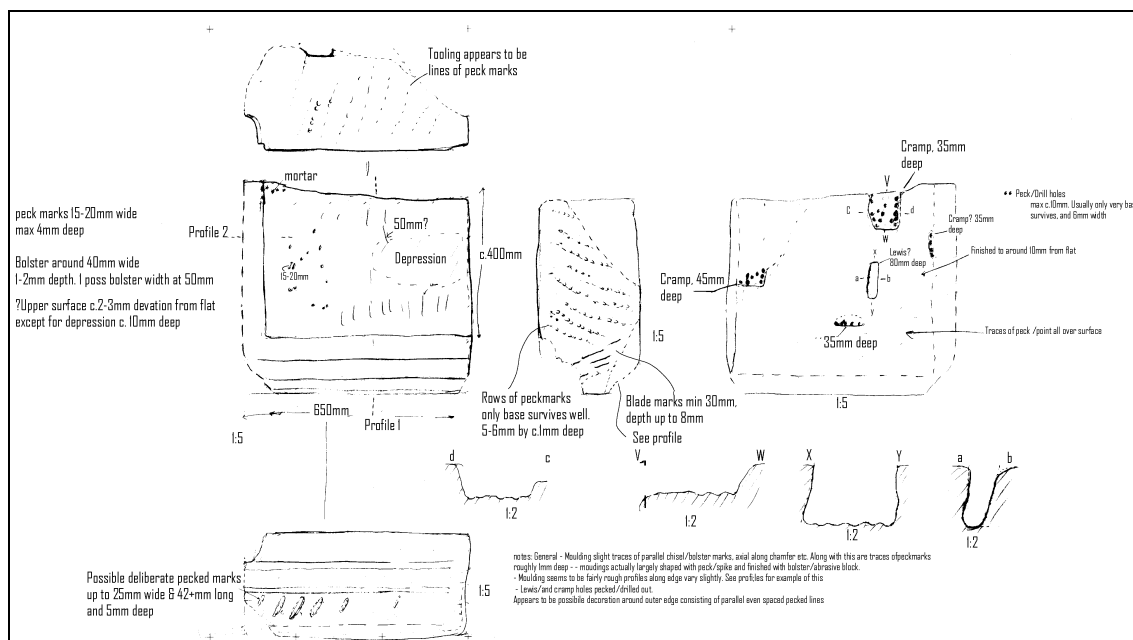 Tooling appears to be
lines of peck marks
mortar
peck marks 15-20mm wide
max 4mm deep
Profile 2
50mm?
Bolster around 40mm wide
1-2mm depth. 1 poss bolster width at 50mm
15-20mm
Depression
c.400mm
?Upper surface c.2-3mm devation from flat
except for depression c. 10mm deep
650mm
Profile 1
1:5
Rows of peckmarks
only base survives well.
5-6mm by c.1mm deep
1:5
Blade marks min 30mm,
depth up to 8mm
See profile
Cramp, 35mm
deep
V
C
d
W
Peck/Drill holes
max c.10mm. Usually only very bas
survives, and 6mm width
Cramp? 35mm
deep
Lewis?
80mm deep
x
a
b
y
Finished to around 10mm from flat
Cramp, 45mm
deep
35mm deep
Traces of peck /point all over surface
1:5
d
c
1:2
V
W
1:2
X
Y
1:2
a
b
1:2
Possible deliberate pecked marks
up to 25mm wide & 42+mm long
and 5mm deep
1:5
notes: General - Moulding slight traces of parallel chisel/bolster marks, axial along chamfer etc. Along with this are traces ofpeckmarks
roughly 1mm deep - - moudings actually largely shaped with peck/spike and finished with bolster/abrasive block.
- Moulding seems to be fairly rough profiles along edge vary slightly. See profiles for example of this
- Lewis/and cramp holes pecked/drilled out.
Appears to be possibile decoration around outer edge consisting of parallel even spaced pecked lines